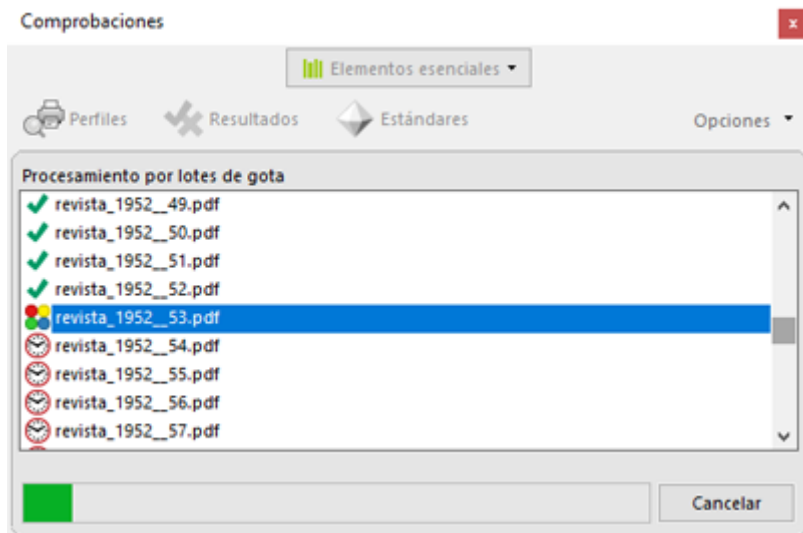 Comprobaciones
Elementos esenciales
Perfiles Resultados Estándares Opciones
Procesamiento por lotes de gota
revista_1952__49.pdf
revista_1952__50.pdf
revista_1952__51.pdf
revista_1952__52.pdf
revista_1952__53.pdf
revista_1952__54.pdf
revista_1952__55.pdf
revista_1952__56.pdf
revista_1952__57.pdf
Cancelar